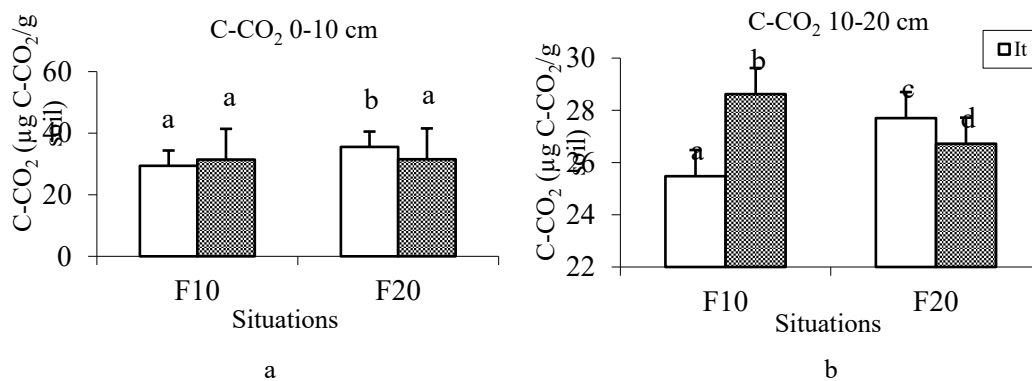 C-CO₂ 0-10 cm
C-CO₂ (µg C-CO₂/g
soil)
60
40
20
0
a
a
b
a
F10
F20
Situations
a
C-CO₂ 10-20 cm
It
C-CO₂ (µg C-CO₂/g
soil)
30
28
26
24
22
a
b
c
d
F10
F20
Situations
b